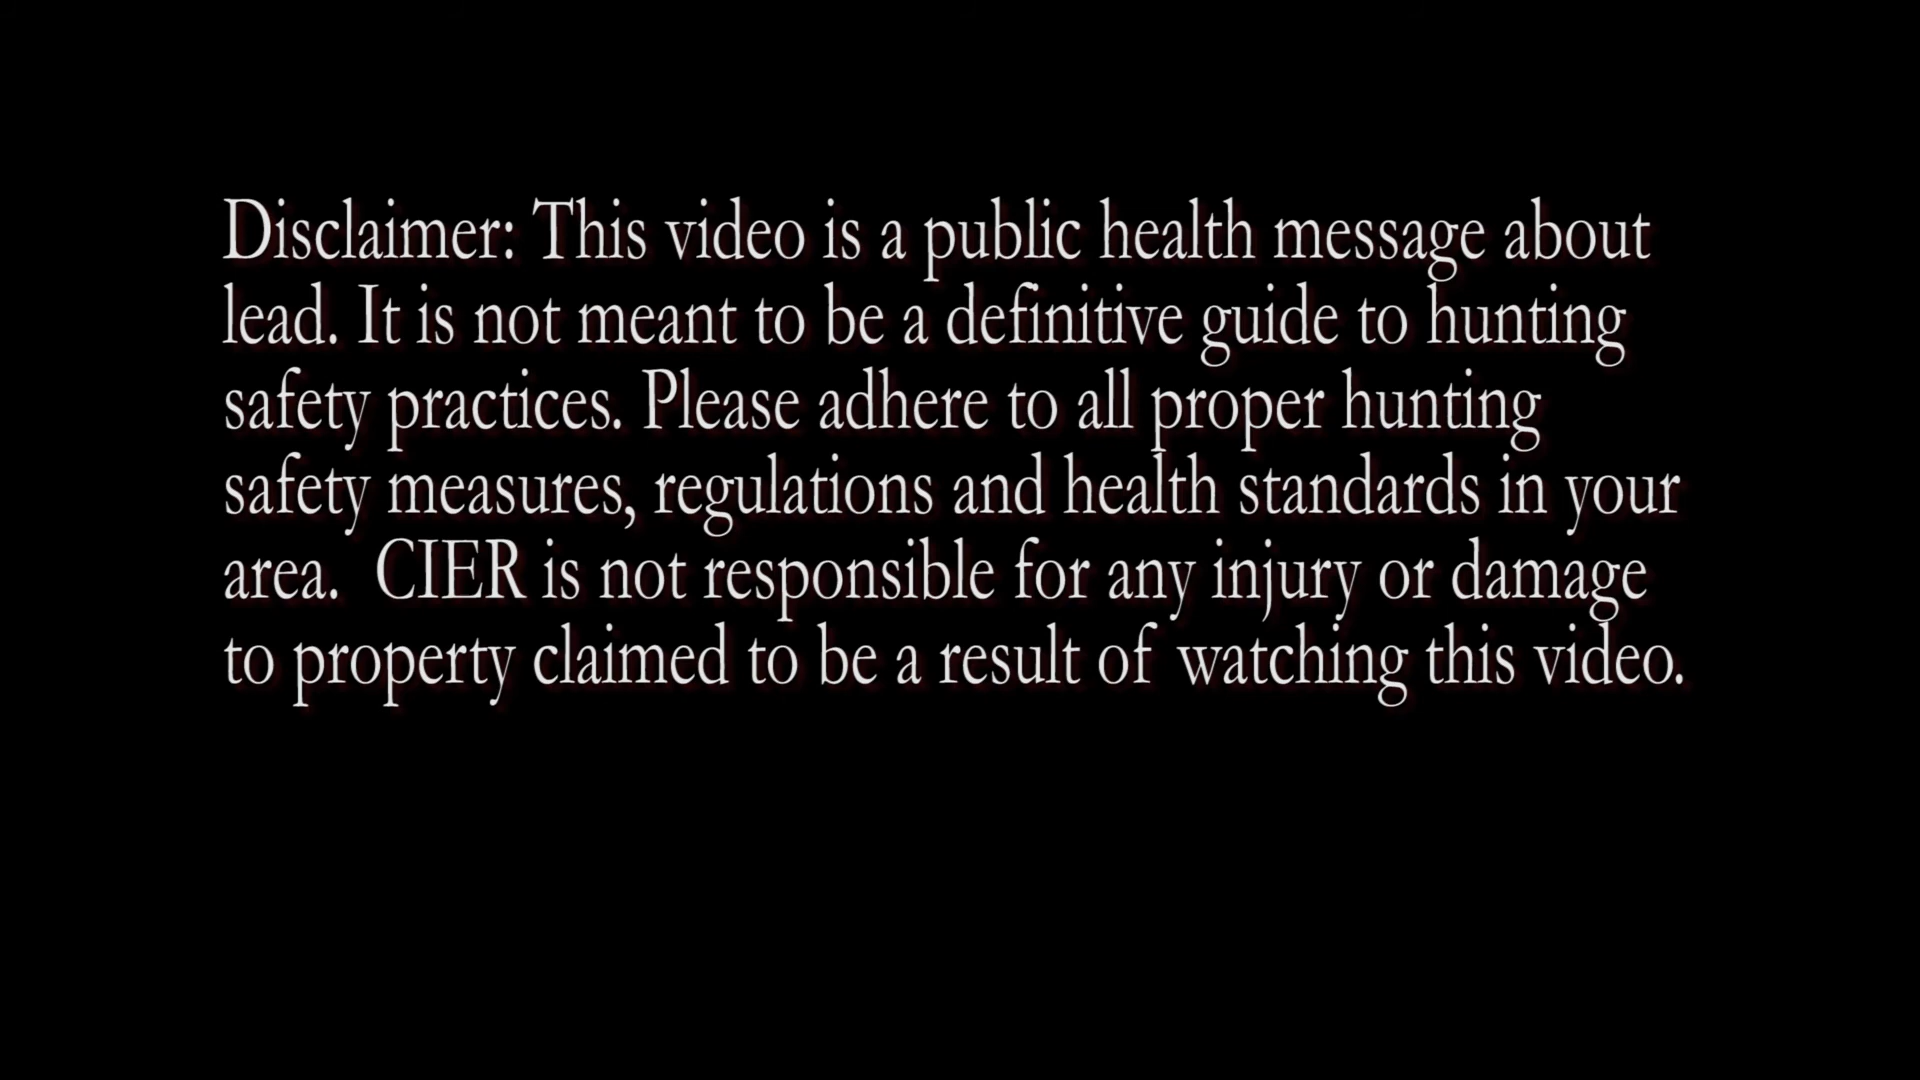 Disclaimer: This video is a public health message about
lead. It is not meant to be a definitive guide to hunting
safety practices. Please adhere to all proper hunting
safety measures, regulations and health standards in your
area.  CIER is not responsible for any injury or damage
to property claimed to be a result of watching this video.